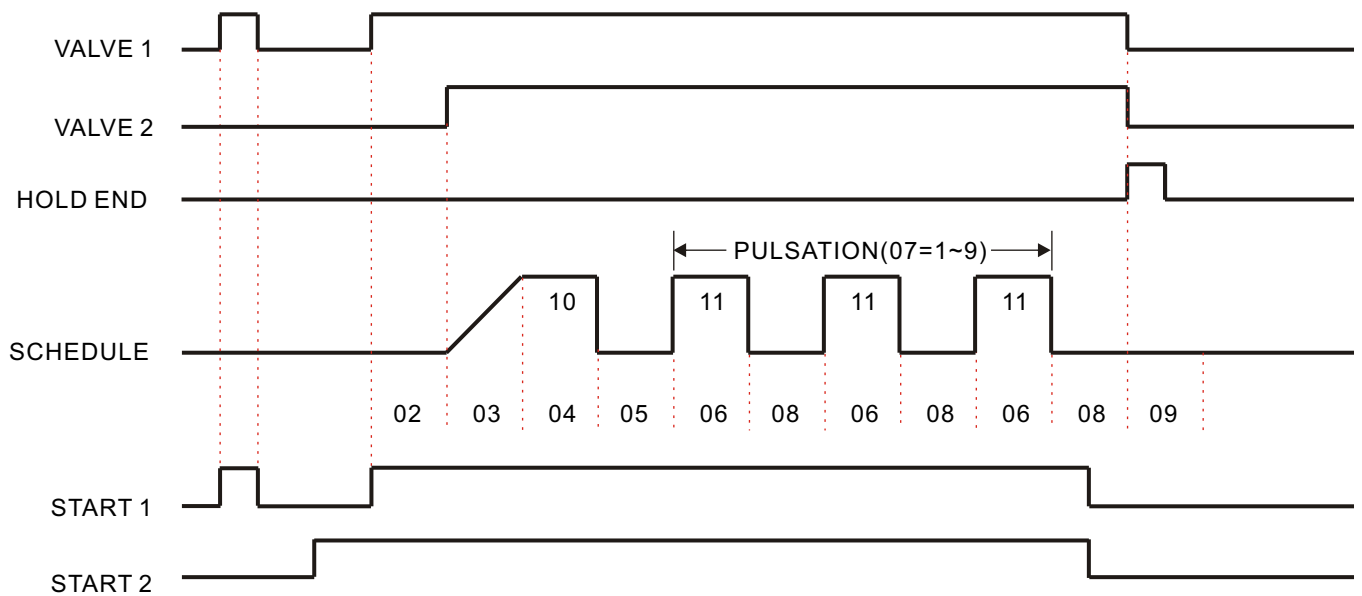 VALVE 1
VALVE 2
HOLD END
PULSATION(07=1~9)
10 11 11 11
SCHEDULE
02 03 04 05 06 08 06 08 06 08 09
START 1
START 2